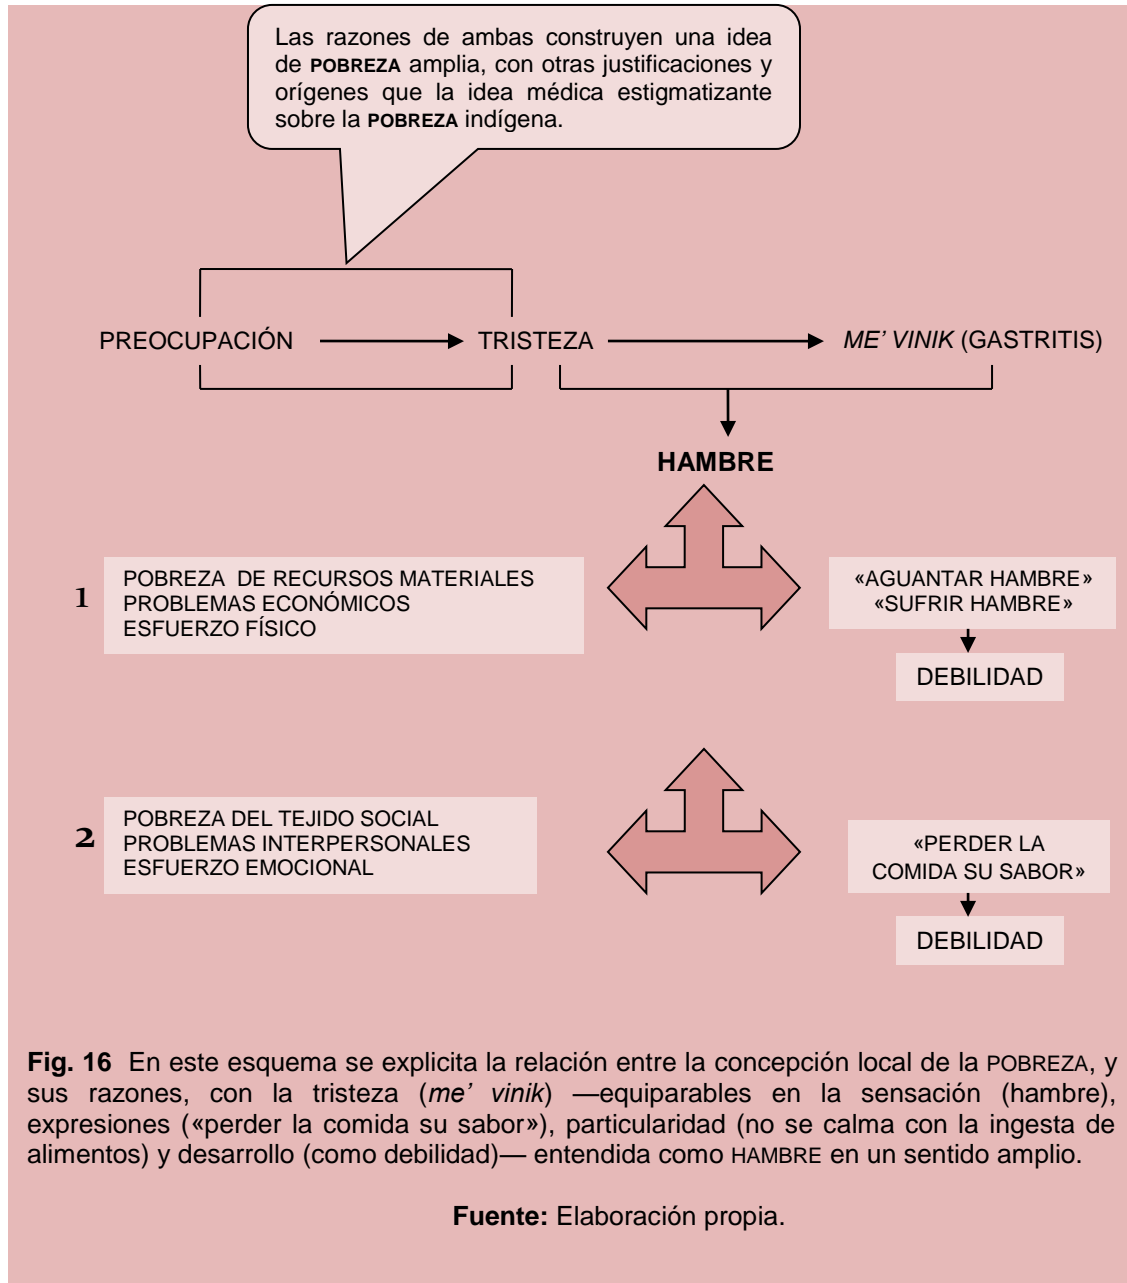 Las razones de ambas construyen una idea
de POBREZA amplia, con otras justificaciones y
orígenes que la idea médica estigmatizante
sobre la POBREZA indígena.
PREOCUPACIÓN
TRISTEZA
ME’ VINIK (GASTRITIS)
HAMBRE
1
POBREZA DE RECURSOS MATERIALES
PROBLEMAS ECONÓMICOS
ESFUERZO FÍSICO
«AGUANTAR HAMBRE»
«SUFRIR HAMBRE»
DEBILIDAD
2
POBREZA DEL TEJIDO SOCIAL
PROBLEMAS INTERPERSONALES
ESFUERZO EMOCIONAL
«PERDER LA
COMIDA SU SABOR»
DEBILIDAD
Fig. 16 En este esquema se explicita la relación entre la concepción local de la POBREZA, y
sus razones, con la tristeza (me’ vinik) —equiparables en la sensación (hambre),
expresiones («perder la comida su sabor»), particularidad (no se calma con la ingesta de
alimentos) y desarrollo (como debilidad)— entendida como HAMBRE en un sentido amplio.
Fuente: Elaboración propia.